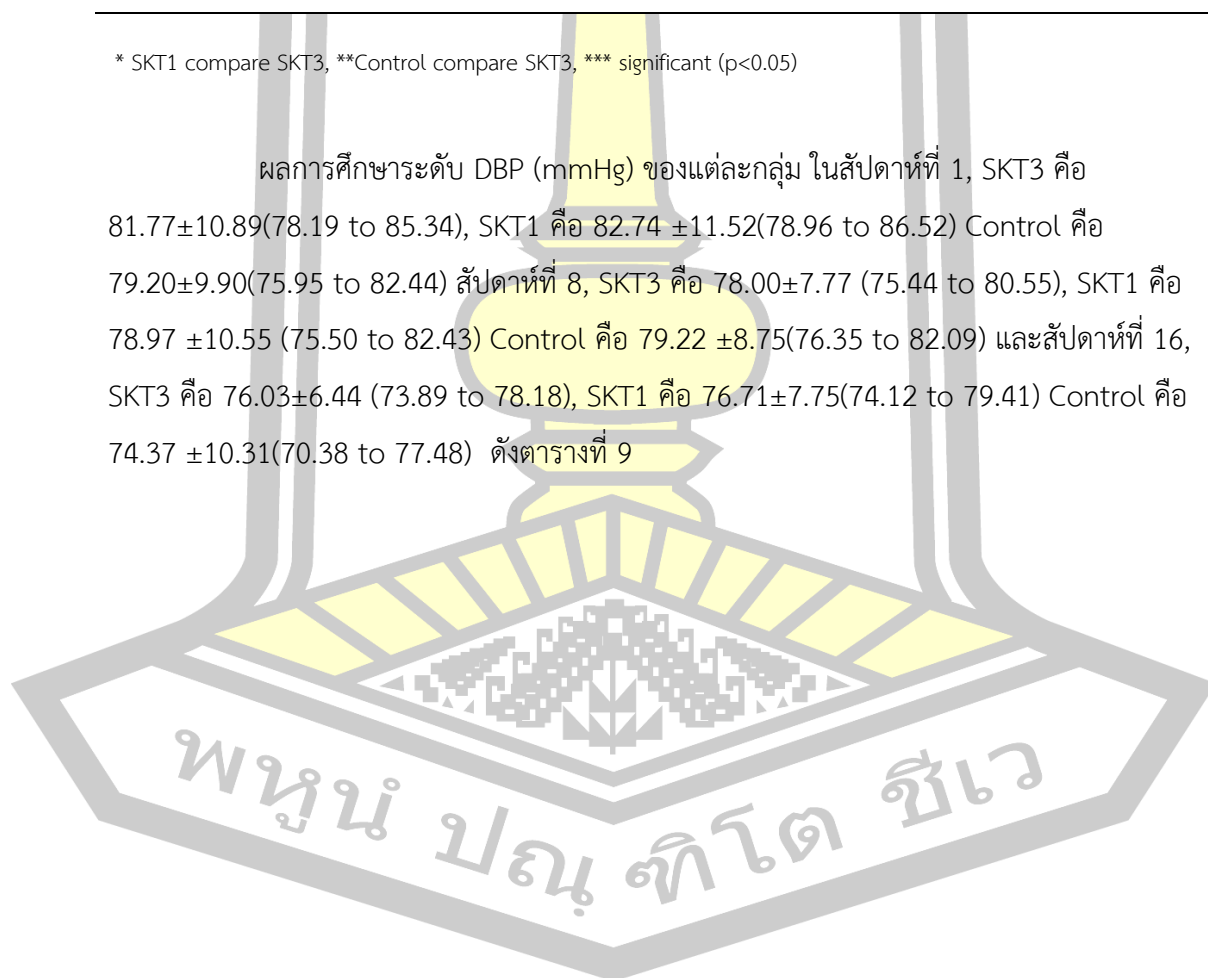 * SKT1 compare SKT3, **Control compare SKT3, *** significant (p<0.05)
ผลการศึกษาระดับ DBP (mmHg) ของแต่ละกลุ่ม ในสัปดาห์ที่ 1, SKT3 คือ
81.77±10.89(78.19 to 85.34), SKT1 คือ 82.74 ±11.52(78.96 to 86.52) Control คือ
79.20±9.90(75.95 to 82.44) สัปดาห์ที่ 8, SKT3 คือ 78.00±7.77 (75.44 to 80.55), SKT1 คือ
78.97 ±10.55 (75.50 to 82.43) Control คือ 79.22 ±8.75(76.35 to 82.09) และสัปดาห์ที่ 16,
SKT3 คือ 76.03±6.44 (73.89 to 78.18), SKT1 คือ 76.71±7.75(74.12 to 79.41) Control คือ
74.37 ±10.31(70.38 to 77.48) ดังตารางที่ 9
พหูนํ ปณฺ ฑิโต ชีเว